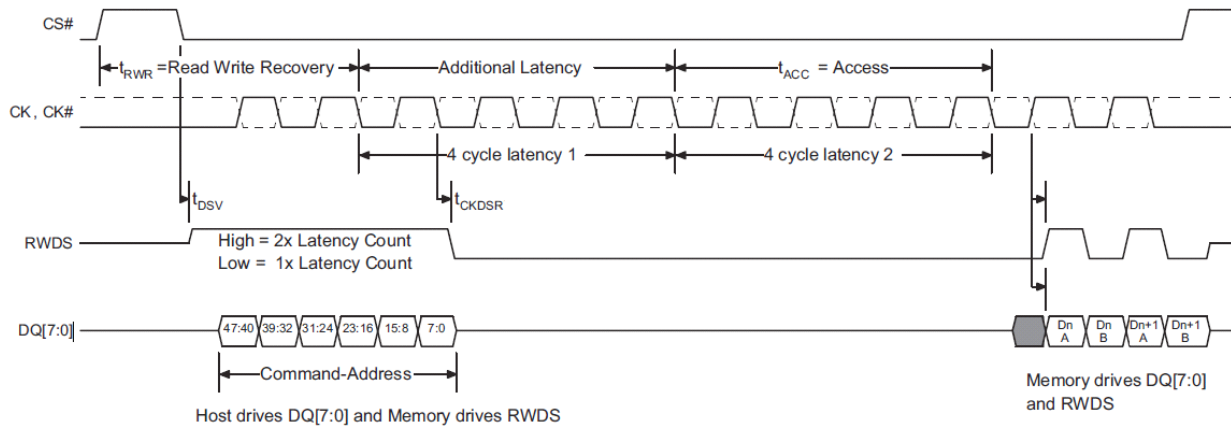 CS#
tRWR =Read Write Recovery
Additional Latency
tACC = Access
CK , CK#
4 cycle latency 1
4 cycle latency 2
tDSV
tCKDSR
RWDS
High = 2x Latency Count
Low = 1x Latency Count
DQ[7:0]
47:40
39:32
31:24
23:16
15:8
7:0
Dn
A
Dn
B
Dn+1
A
Dn+1
B
Command-Address
Host drives DQ[7:0] and Memory drives RWDS
Memory drives DQ[7:0]
and RWDS